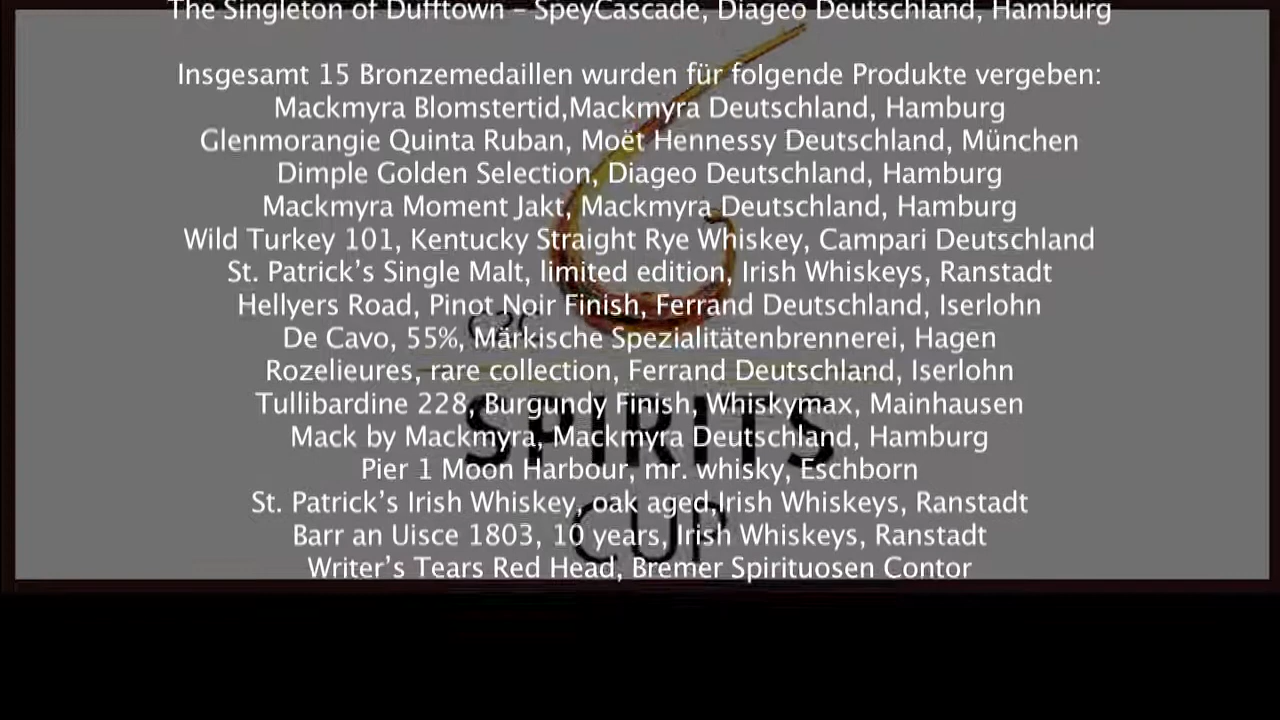 The Singleton of Dufftown – SpeyCascade, Diageo Deutschland, Hamburg
Insgesamt 15 Bronzemedaillen wurden für folgende Produkte vergeben:
Mackmyra Blomstertid,Mackmyra Deutschland, Hamburg
Glenmorangie Quinta Ruban, Moët Hennessy Deutschland, München
Dimple Golden Selection, Diageo Deutschland, Hamburg
Mackmyra Moment Jakt, Mackmyra Deutschland, Hamburg
Wild Turkey 101, Kentucky Straight Rye Whiskey, Campari Deutschland
St. Patrick’s Single Malt, limited edition, Irish Whiskeys, Ranstadt
Hellyers Road, Pinot Noir Finish, Ferrand Deutschland, Iserlohn
De Cavo, 55%, Märkische Spezialitätenbrennerei, Hagen
Rozelieures, rare collection, Ferrand Deutschland, Iserlohn
Tullibardine 228, Burgundy Finish, Whiskymax, Mainhausen
Mack by Mackmyra, Mackmyra Deutschland, Hamburg
Pier 1 Moon Harbour, mr. whisky, Eschborn
St. Patrick’s Irish Whiskey, oak aged,Irish Whiskeys, Ranstadt
Barr an Uisce 1803, 10 years, Irish Whiskeys, Ranstadt
Writer’s Tears Red Head, Bremer Spirituosen Contor
SPIRITS
CUP